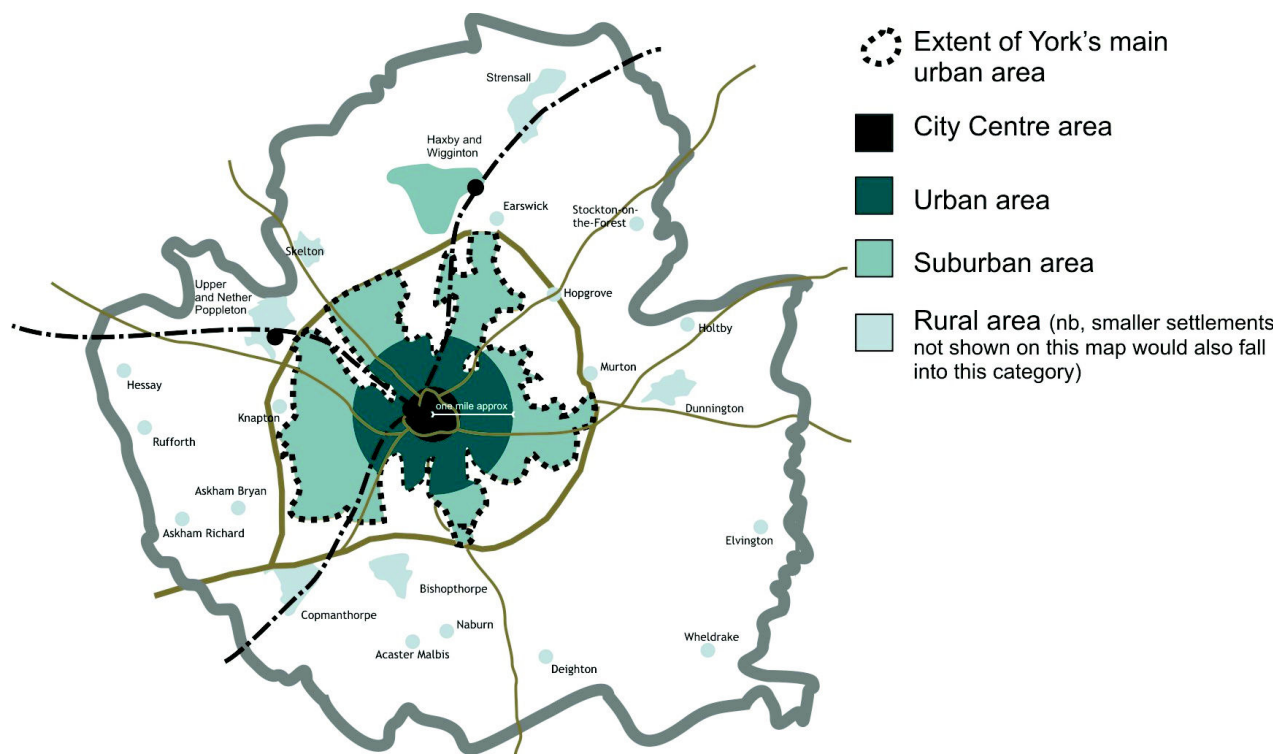 Strensall
Haxby and
Wigginton
Earswick
Stockton-on-
the-Forest
Skelton
Upper
and Nether
Poppleton
Hopgrove
Holtby
Hessay
Murton
Knapton
one mile approx
Dunnington
Rufforth
Askham Bryan
Askham Richard
Elvington
Bishopthorpe
Copmanthorpe
Naburn
Acaster Malbis
Deighton
Wheldrake
Extent of York's main
urban area
City Centre area
Urban area
Suburban area
Rural area (nb, smaller settlements
not shown on this map would also fall
into this category)